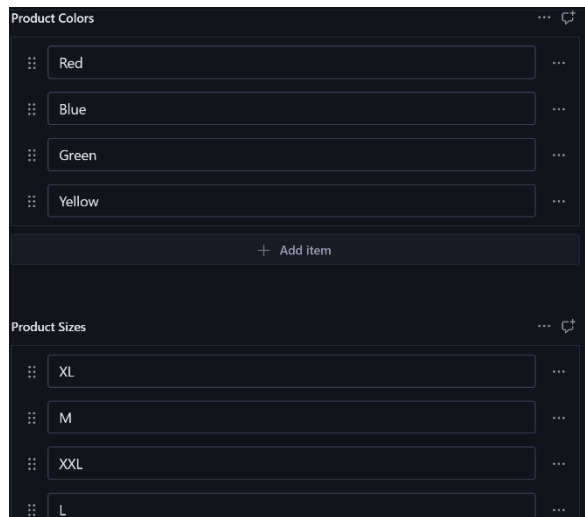 Product Colors
Red
Blue
Green
Yellow
Add item
Product Sizes
XL
M
XXL
L